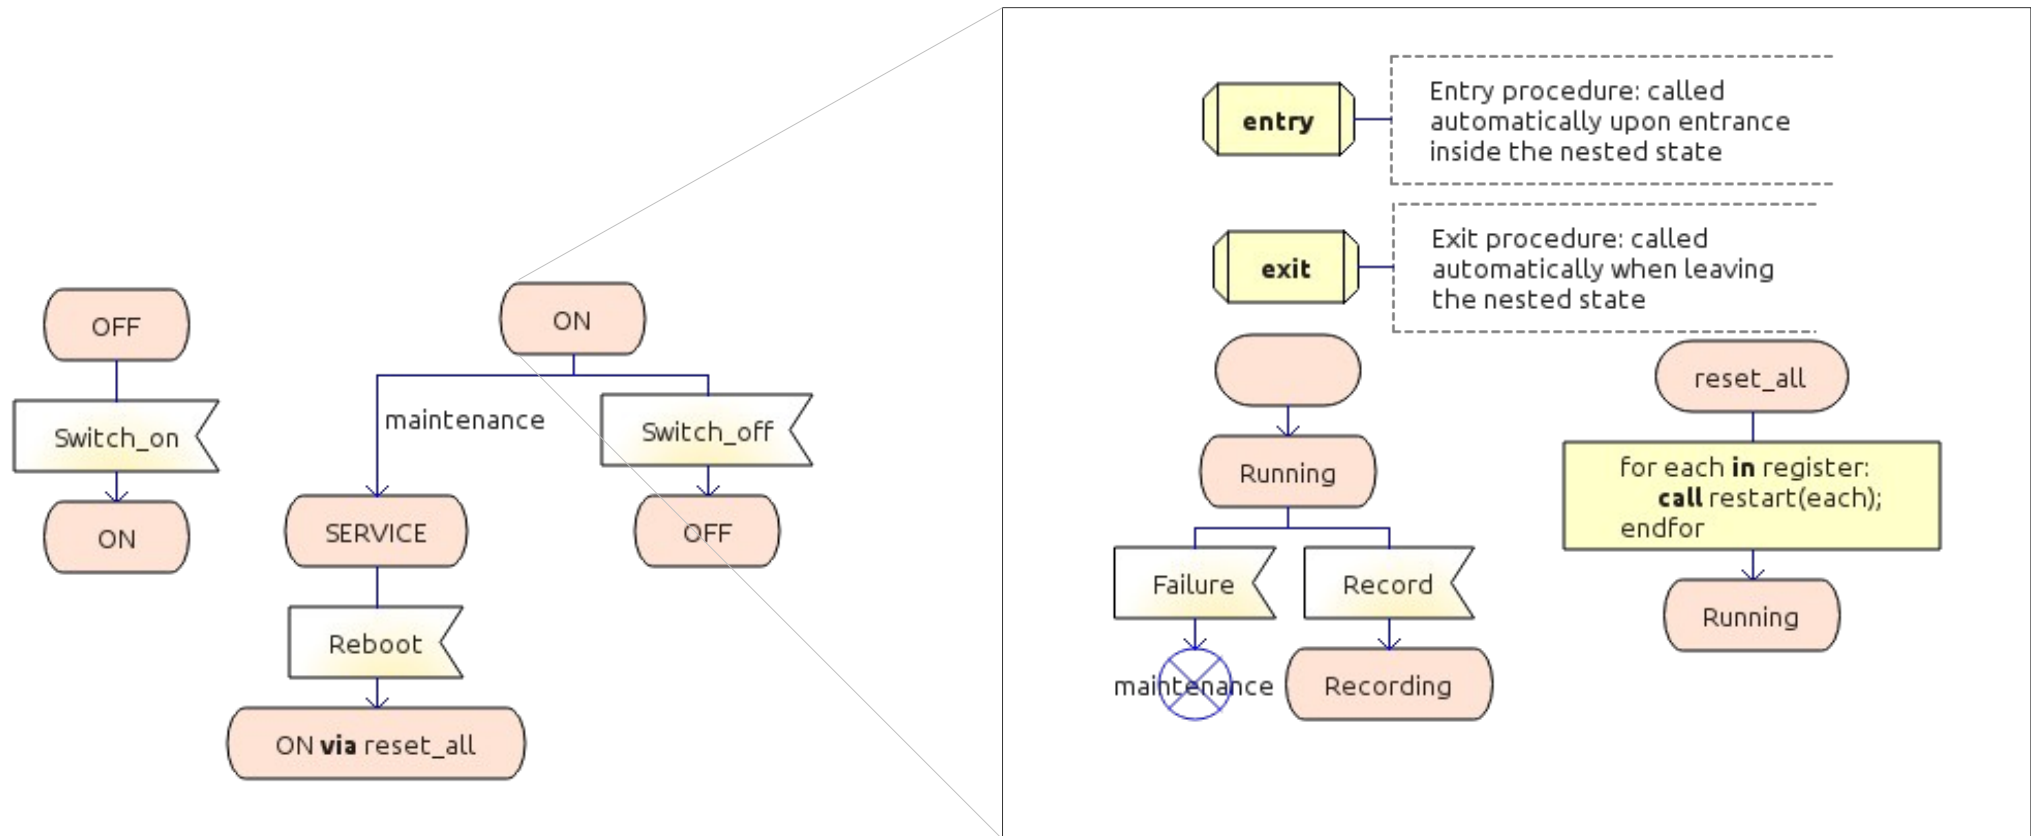 OFF
Switch_on
ON
ON
maintenance
Switch_off
SERVICE
OFF
Reboot
ON via reset_all
entry
Entry procedure: called
automatically upon entrance
inside the nested state
exit
Exit procedure: called
automatically when leaving
the nested state
Running
Failure
Record
maintenance
Recording
reset_all
for each in register:
call restart(each);
endfor
Running